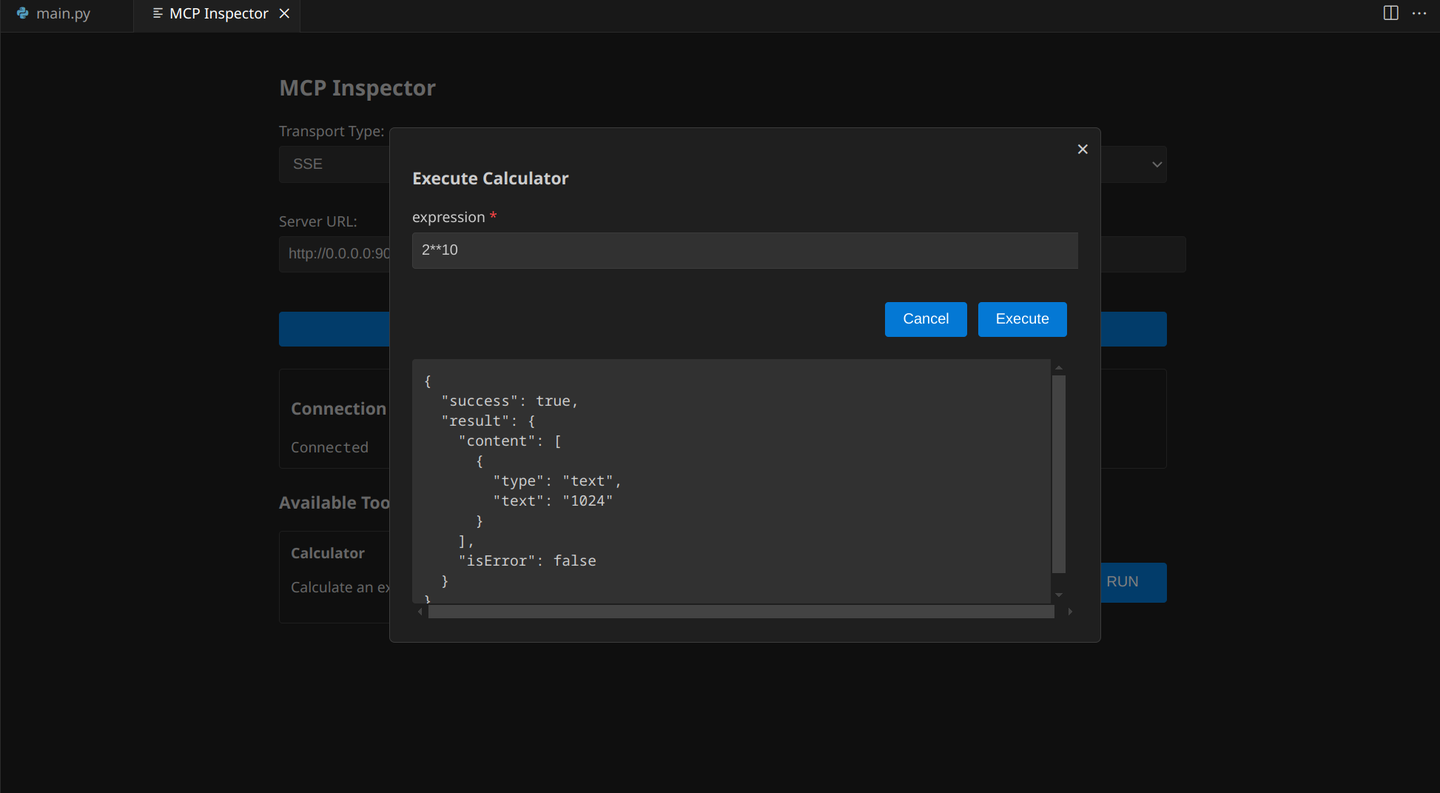 main.py
MCP Inspector
MCP Inspector
Transport Type:
SSE
Server URL:
http://0.0.0.0:90
Connection
Connected
Available Too
Calculator
Calculate an ex
RUN
Execute Calculator
expression *
2**10
Cancel
Execute
{
  "success": true,
  "result": {
    "content": [
      {
        "type": "text",
        "text": "1024"
      }
    ],
    "isError": false
  }
}